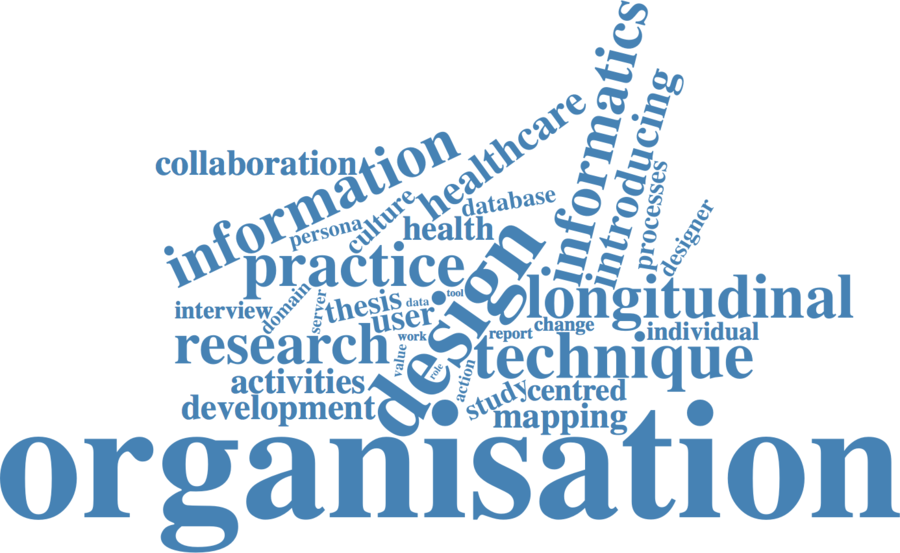 informatics
introducing
healthcare
information
collaboration
processes
culture
database
designer
persona
health
practice
design
longitudinal
domain
server
thesis
data
tool
interview
user
work
report
change
individual
research
value
role
technique
activities
action
study
centred
development
mapping
organisation